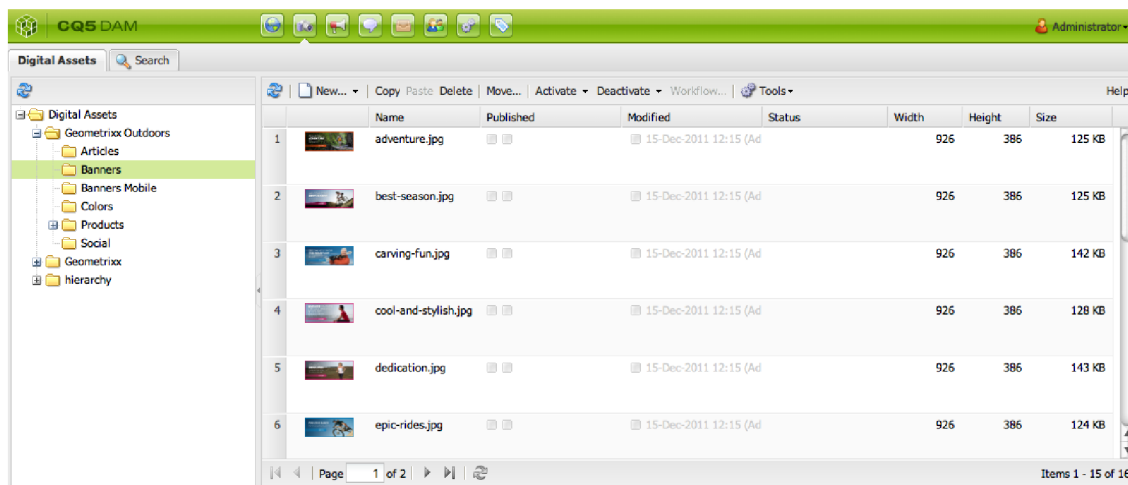 CQ5 DAM
Administrator
Digital Assets Search
New... Copy Paste Delete Move... Activate Deactivate Workflow... Tools Help
Digital Assets
Geometrixx Outdoors
Articles
Banners
Banners Mobile
Colors
Products
Social
Geometrixx
hierarchy
Name Published Modified Status Width Height Size
1 adventure.jpg 15-Dec-2011 12:15 (Ad 926 386 125 KB
2 best-season.jpg 15-Dec-2011 12:15 (Ad 926 386 125 KB
3 carving-fun.jpg 15-Dec-2011 12:15 (Ad 926 386 142 KB
4 cool-and-stylish.jpg 15-Dec-2011 12:15 (Ad 926 386 128 KB
5 dedication.jpg 15-Dec-2011 12:15 (Ad 926 386 143 KB
6 epic-rides.jpg 15-Dec-2011 12:15 (Ad 926 386 124 KB
Page 1 of 2
Items 1 - 15 of 16